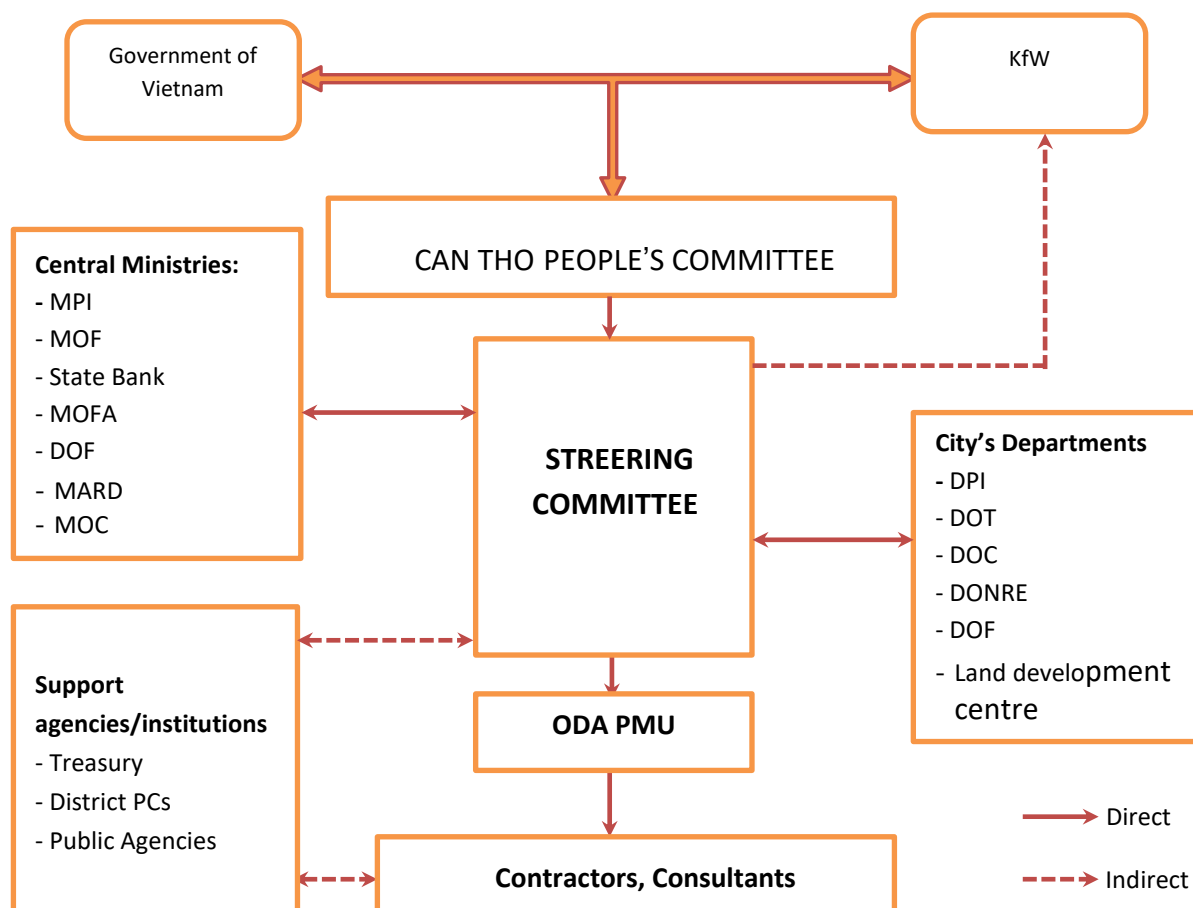 Government of
Vietnam
KfW
CAN THO PEOPLE’S COMMITTEE
Central Ministries:
- MPI
- MOF
- State Bank
- MOFA
- DOF
- MARD
- MOC
STREERING
COMMITTEE
City’s Departments
- DPI
- DOT
- DOC
- DONRE
- DOF
- Land development
centre
Support
agencies/institutions
- Treasury
- District PCs
- Public Agencies
ODA PMU
Contractors, Consultants
Direct
Indirect